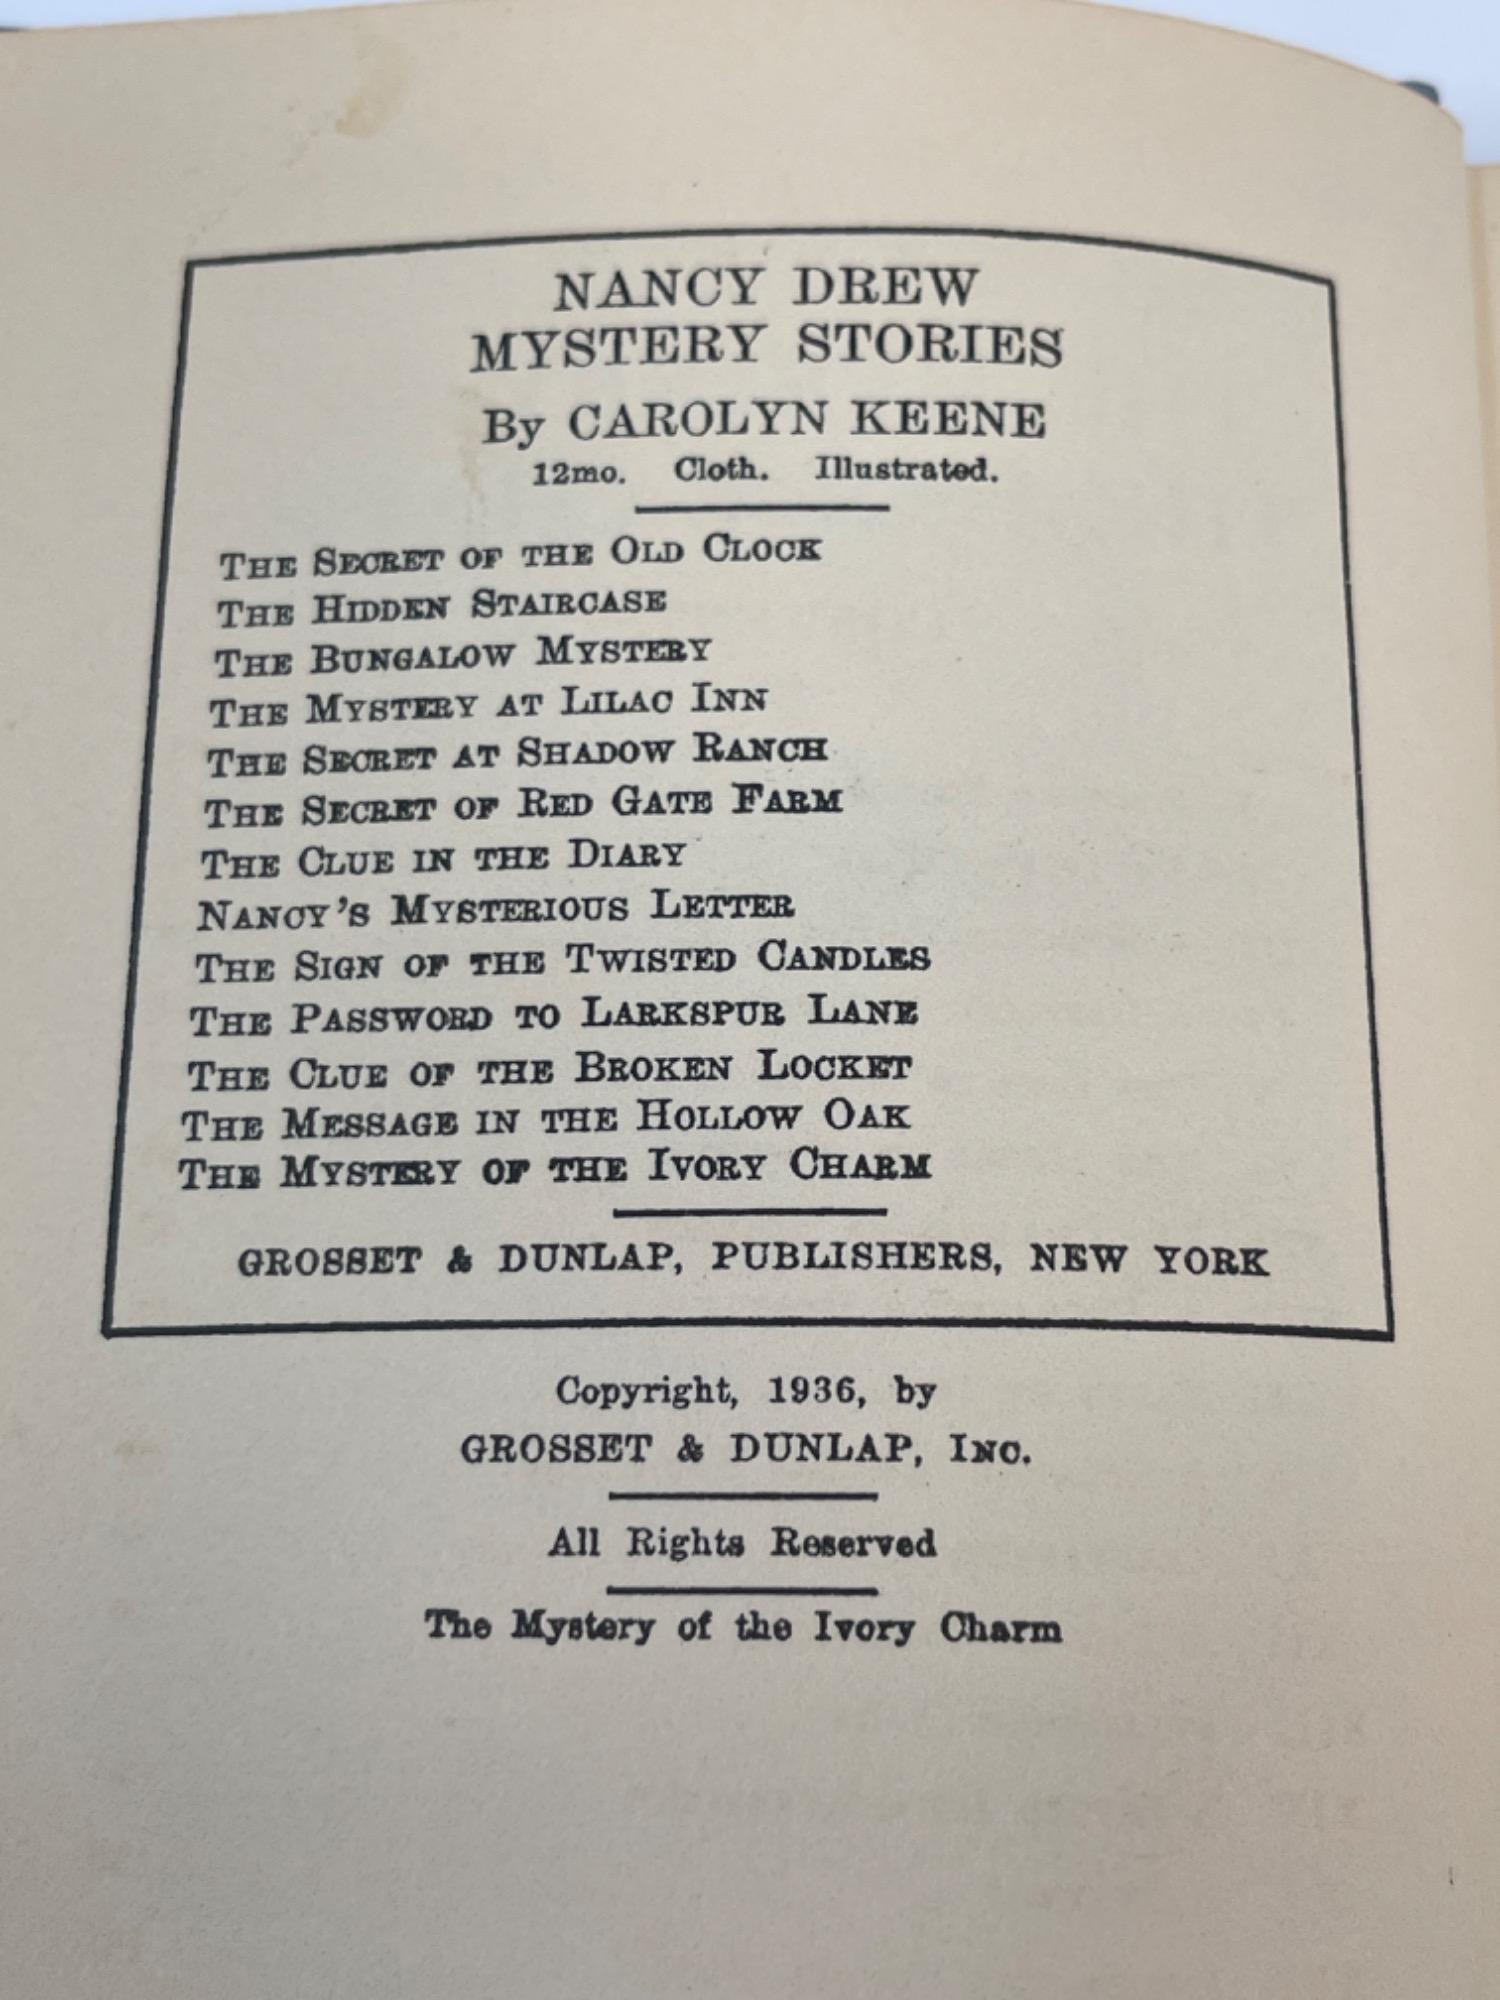 NANCY DREW
MYSTERY STORIES
By CAROLYN KEENE
12mo. Cloth. Illustrated.
THE SECRET OF THE OLD CLOCK
THE HIDDEN STAIRCASE
THE BUNGALOW MYSTERY
THE MYSTERY AT LILAC INN
THE SECRET AT SHADOW RANCH
THE SECRET OF RED GATE FARM
THE CLUE IN THE DIARY
NANCY'S MYSTERIOUS LETTER
THE SIGN OF THE TWISTED CANDLES
THE PASSWORD TO LARKSPUR LANE
THE CLUE OF THE BROKEN LOCKET
THE MESSAGE IN THE HOLLOW OAK
THE MYSTERY OF THE IVORY CHARM
GROSSET & DUNLAP, PUBLISHERS, NEW YORK
Copyright, 1936, by
GROSSET & DUNLAP, INC.
All Rights Reserved
The Mystery of the Ivory Charm